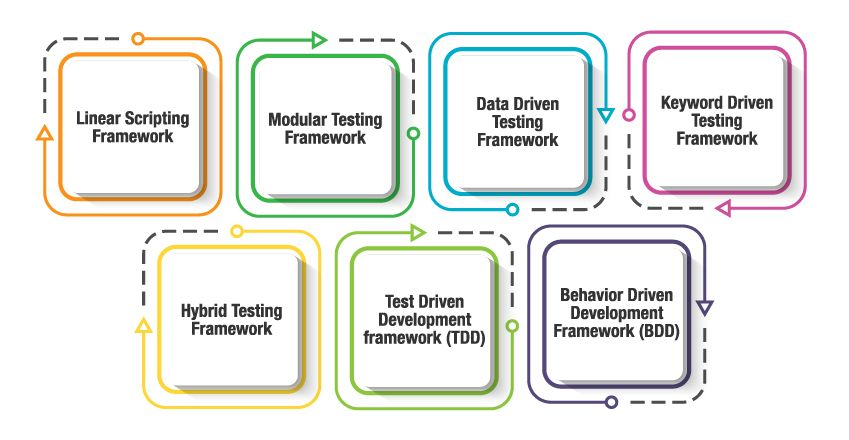 Linear Scripting
Framework
Modular Testing
Framework
Data Driven
Testing
Framework
Keyword Driven
Testing
Framework
Hybrid Testing
Framework
Test Driven
Development
framework (TDD)
Behavior Driven
Development
Framework (BDD)